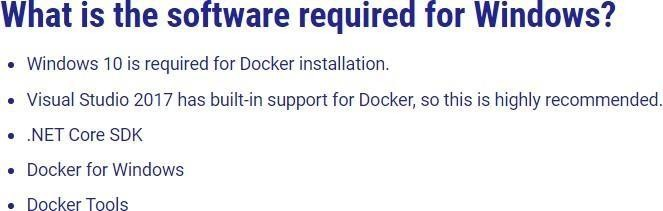 What is the software required for Windows?
Windows 10 is required for Docker installation.
Visual Studio 2017 has built-in support for Docker, so this is highly recommended.
.NET Core SDK
Docker for Windows
Docker Tools